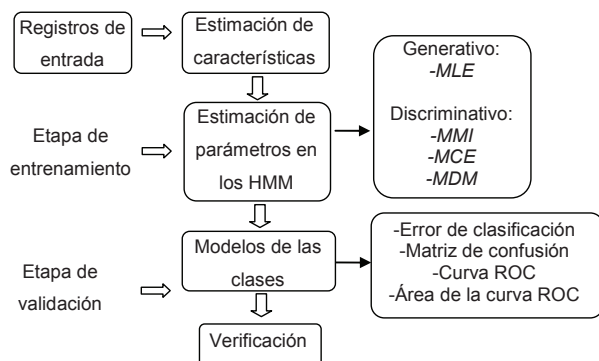 Registros de
entrada
Estimación de
características
Generativo:
-MLE
Discriminativo:
-MMI
-MCE
-MDM
Etapa de
entrenamiento
Estimación de
parámetros en
los HMM
Modelos de las
clases
-Error de clasificación
-Matriz de confusión
-Curva ROC
-Área de la curva ROC
Etapa de
validación
Verificación